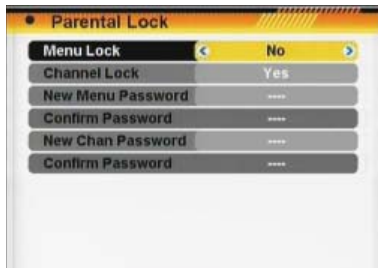 Parental Lock
Menu Lock No
Channel Lock Yes
New Menu Password ----
Confirm Password ----
New Chan Password ----
Confirm Password ----